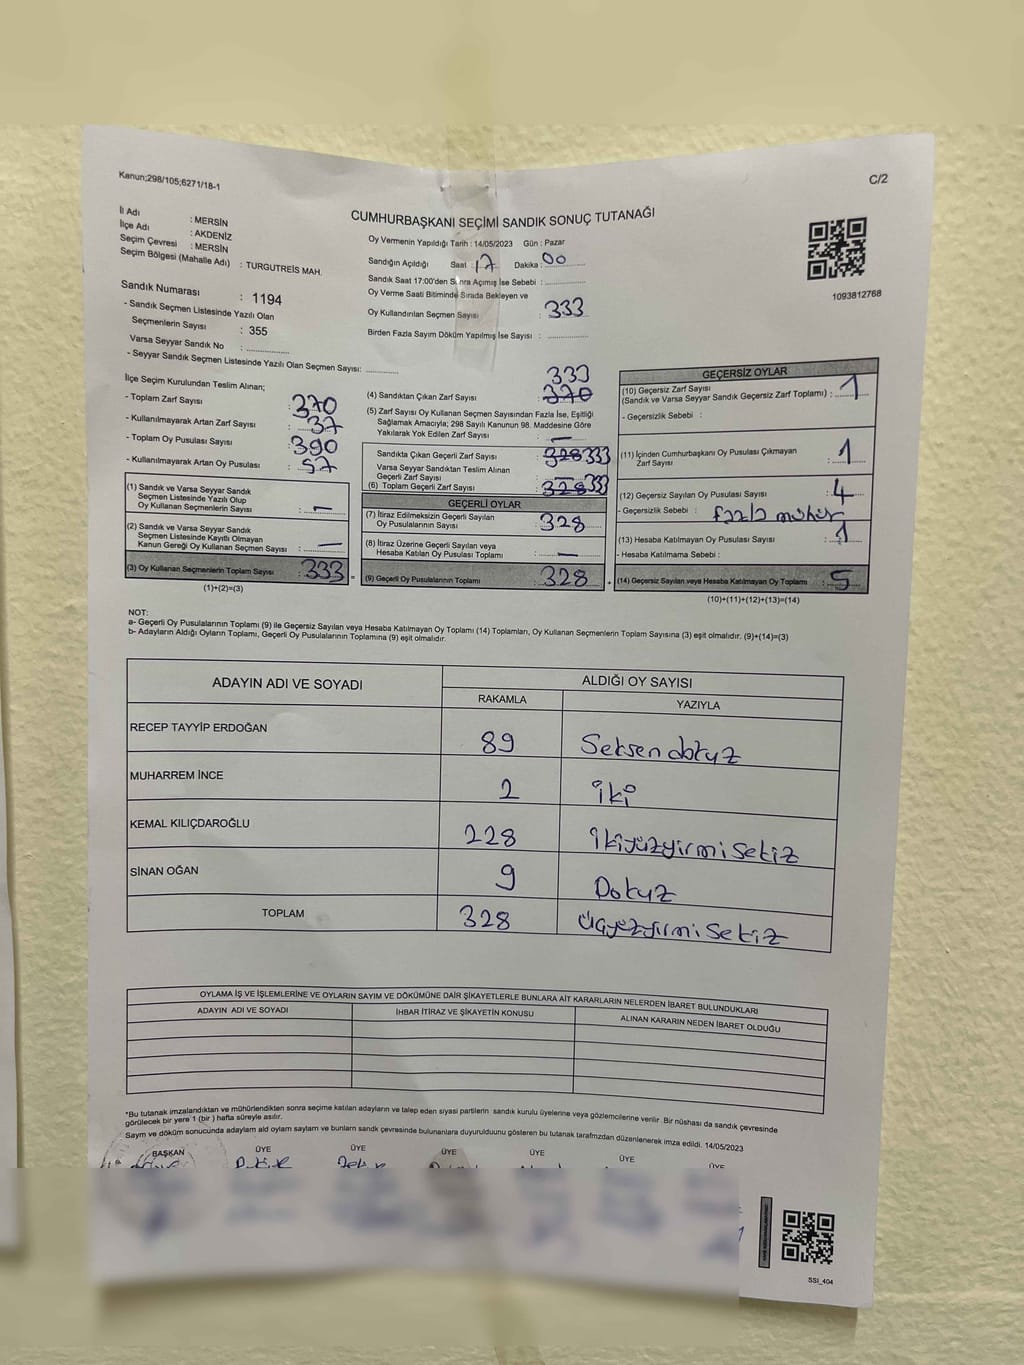 Kanun;298/105;6271/18-1
C/2
CUMHURBAŞKANI SEÇİMİ SANDIK SONUÇ TUTANAĞI
İl Adı : MERSİN
İlçe Adı : AKDENİZ
Seçim Çevresi : MERSİN
Seçim Bölgesi (Mahalle Adı) : TURGUTREİS MAH.
Oy Vermenin Yapıldığı Tarih : 14/05/2023 Gün : Pazar
Sandığın Açıldığı Saat : 17 Dakika : 00
Sandık Saat 17:00'den Sonra Açımış İse Sebebi :
Oy Verme Saati Bitiminde Sırada Bekleyen ve
Oy Kullandırılan Seçmen Sayısı : 333
Birden Fazla Sayım Döküm Yapılmış İse Sayısı :
1093812768
Sandık Numarası : 1194
- Sandık Seçmen Listesinde Yazılı Olan
Seçmenlerin Sayısı : 355
Varsa Seyyar Sandık No :
- Seyyar Sandık Seçmen Listesinde Yazılı Olan Seçmen Sayısı:
İlçe Seçim Kurulundan Teslim Alınan;
- Toplam Zarf Sayısı : 370
- Kullanılmayarak Artan Zarf Sayısı : 37
- Toplam Oy Pusulası Sayısı : 390
- Kullanılmayarak Artan Oy Pusulası : 57
(1) Sandık ve Varsa Seyyar Sandık
Seçmen Listesinde Yazılı Olup
Oy Kullanan Seçmenlerin Sayısı : —
(2) Sandık ve Varsa Seyyar Sandık
Seçmen Listesinde Kayıtlı Olmayan
Kanun Gereği Oy Kullanan Seçmen Sayısı : —
(3) Oy Kullanan Seçmenlerin Toplam Sayısı : 333
(1)+(2)=(3)
333
(4) Sandıktan Çıkan Zarf Sayısı : 370
(5) Zarf Sayısı Oy Kullanan Seçmen Sayısından Fazla İse, Eşitliği
Sağlamak Amacıyla; 298 Sayılı Kanunun 98. Maddesine Göre
Yakılarak Yok Edilen Zarf Sayısı : —
Sandıkta Çıkan Geçerli Zarf Sayısı : 328 333
Varsa Seyyar Sandıktan Teslim Alınan
Geçerli Zarf Sayısı : —
(6) Toplam Geçerli Zarf Sayısı : 328 333
GEÇERLİ OYLAR
(7) İtiraz Edilmeksizin Geçerli Sayılan
Oy Pusulalarının Sayısı : 328
(8) İtiraz Üzerine Geçerli Sayılan veya
Hesaba Katılan Oy Pusulası Toplamı : —
(9) Geçerli Oy Pusulalarının Toplamı : 328
GEÇERSİZ OYLAR
(10) Geçersiz Zarf Sayısı
(Sandık ve Varsa Seyyar Sandık Geçersiz Zarf Toplamı) : 1
- Geçersizlik Sebebi :
(11) İçinden Cumhurbaşkanı Oy Pusulası Çıkmayan
Zarf Sayısı : 1
(12) Geçersiz Sayılan Oy Pusulası Sayısı : 4
- Geçersizlik Sebebi : fazla mühür
(13) Hesaba Katılmayan Oy Pusulası Sayısı : 1
- Hesaba Katılmama Sebebi :
(14) Geçersiz Sayılan veya Hesaba Katılmayan Oy Toplamı : 5
(10)+(11)+(12)+(13)=(14)
NOT:
a- Geçerli Oy Pusulalarının Toplamı (9) ile Geçersiz Sayılan veya Hesaba Katılmayan Oy Toplamı (14) Toplamları, Oy Kullanan Seçmenlerin Toplam Sayısına (3) eşit olmalıdır. (9)+(14)=(3)
b- Adayların Aldığı Oyların Toplamı, Geçerli Oy Pusulalarının Toplamına (9) eşit olmalıdır.
ADAYIN ADI VE SOYADI
ALDIĞI OY SAYISI
RAKAMLA YAZIYLA
RECEP TAYYİP ERDOĞAN 89 Seksendokuz
MUHARREM İNCE 2 iki
KEMAL KILIÇDAROĞLU 228 ikiyüzyirmisekiz
SİNAN OĞAN 9 Dokuz
TOPLAM 328 üçyüzyirmisekiz
OYLAMA İŞ VE İŞLEMLERİNE VE OYLARIN SAYIM VE DÖKÜMÜNE DAİR ŞİKAYETLERLE BUNLARA AİT KARARLARIN NELERDEN İBARET BULUNDUKLARI
ADAYIN ADI VE SOYADI İHBAR İTİRAZ VE ŞİKAYETİN KONUSU ALINAN KARARIN NEDEN İBARET OLDUĞU
*Bu tutanak imzalandıktan ve mühürlendikten sonra seçime katılan adayların ve talep eden siyasi partilerin sandık kurulu üyelerine veya gözlemcilerine verilir. Bir nüshası da sandık çevresinde
görülecek bir yere 1 (bir) hafta süreyle asılır.
Sayım ve döküm sonucunda adayların aldı oyların sayıları ve bunların sandık çevresinde bulunanlara duyurulduğunu gösteren bu tutanak tarafımızdan düzenlenerek imza edildi. 14/05/2023
BAŞKAN ÜYE ÜYE ÜYE ÜYE ÜYE ÜYE
SSI_404